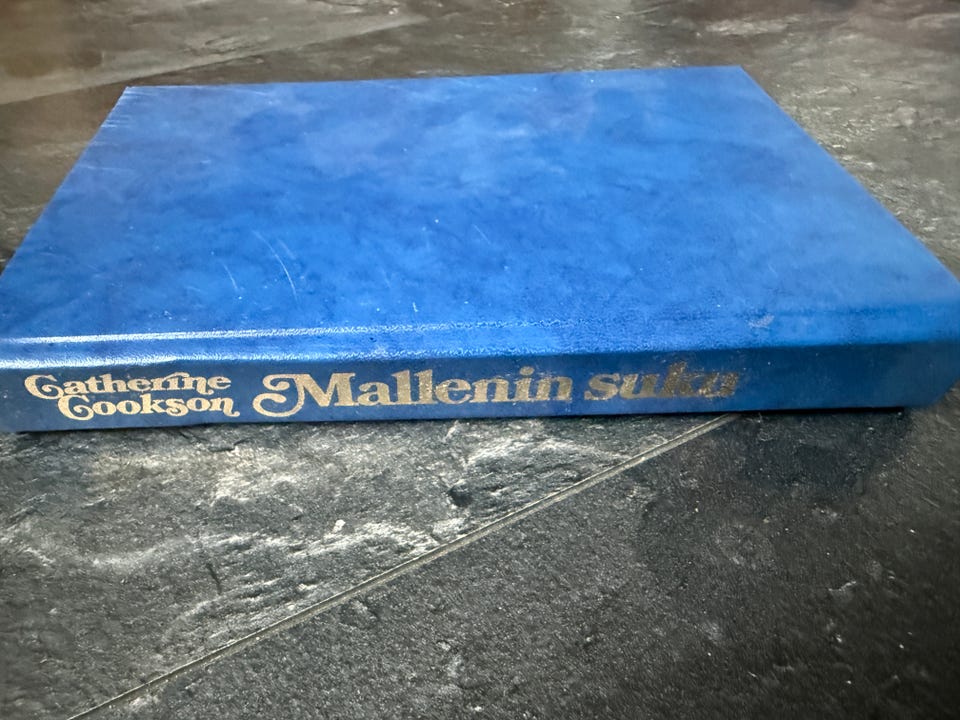 Catherine
Cookson
Mallenin suku